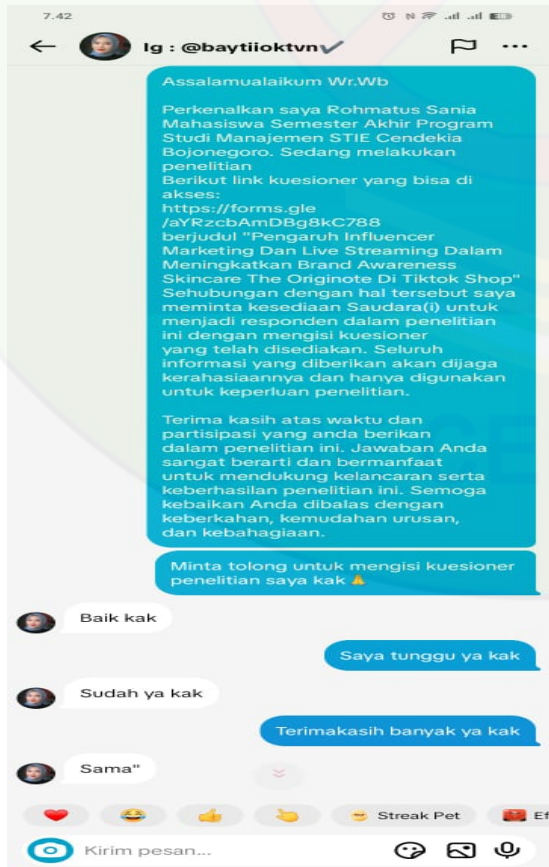 7.42
Ig : @baytiioktvn
Assalamualaikum Wr.Wb
Perkenalkan saya Rohmatus Sania
Mahasiswa Semester Akhir Program
Studi Manajemen STIE Cendekia
Bojonegoro. Sedang melakukan
penelitian
Berikut link kuesioner yang bisa di
akses:
https://forms.gle
/aYRzcbAmDBg8kC788
berjudul "Pengaruh Influencer
Marketing Dan Live Streaming Dalam
Meningkatkan Brand Awareness
Skincare The Originote Di Tiktok Shop"
Sehubungan dengan hal tersebut saya
meminta kesediaan Saudara(i) untuk
menjadi responden dalam penelitian
ini dengan mengisi kuesioner
yang telah disediakan. Seluruh
informasi yang diberikan akan dijaga
kerahasiaannya dan hanya digunakan
untuk keperluan penelitian.
Terima kasih atas waktu dan
partisipasi yang anda berikan
dalam penelitian ini. Jawaban Anda
sangat berarti dan bermanfaat
untuk mendukung kelancaran serta
keberhasilan penelitian ini. Semoga
kebaikan Anda dibalas dengan
keberkahan, kemudahan urusan,
dan kebahagiaan.
Minta tolong untuk mengisi kuesioner
penelitian saya kak 🙏
Baik kak
Saya tunggu ya kak
Sudah ya kak
Terimakasih banyak ya kak
Sama"
Streak Pet
Ef
Kirim pesan...